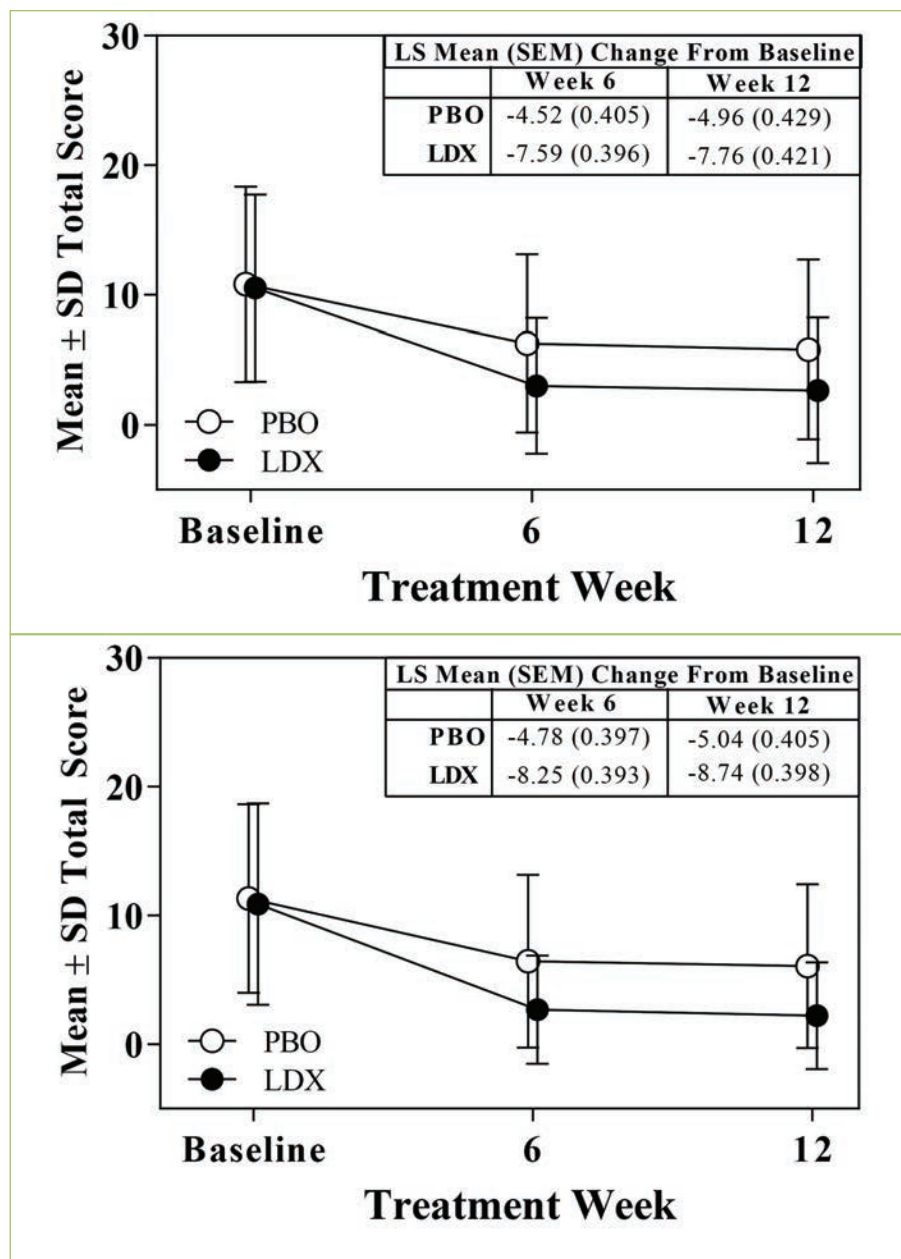 30
20
10
0
Mean ± SD Total Score
LS Mean (SEM) Change From Baseline
Week 6 Week 12
PBO -4.52 (0.405) -4.96 (0.429)
LDX -7.59 (0.396) -7.76 (0.421)
PBO
LDX
Baseline 6 12
Treatment Week
30
20
10
0
Mean ± SD Total Score
LS Mean (SEM) Change From Baseline
Week 6 Week 12
PBO -4.78 (0.397) -5.04 (0.405)
LDX -8.25 (0.393) -8.74 (0.398)
PBO
LDX
Baseline 6 12
Treatment Week